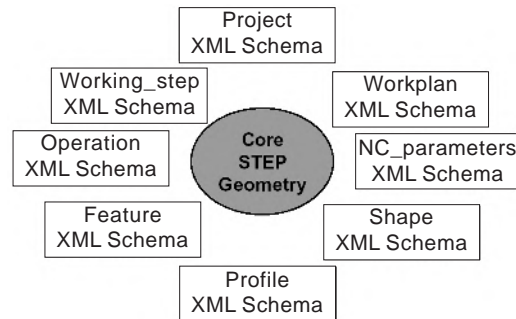 Project
XML Schema
Working_step
XML Schema
Workplan
XML Schema
Operation
XML Schema
Core
STEP
Geometry
NC_parameters
XML Schema
Feature
XML Schema
Shape
XML Schema
Profile
XML Schema